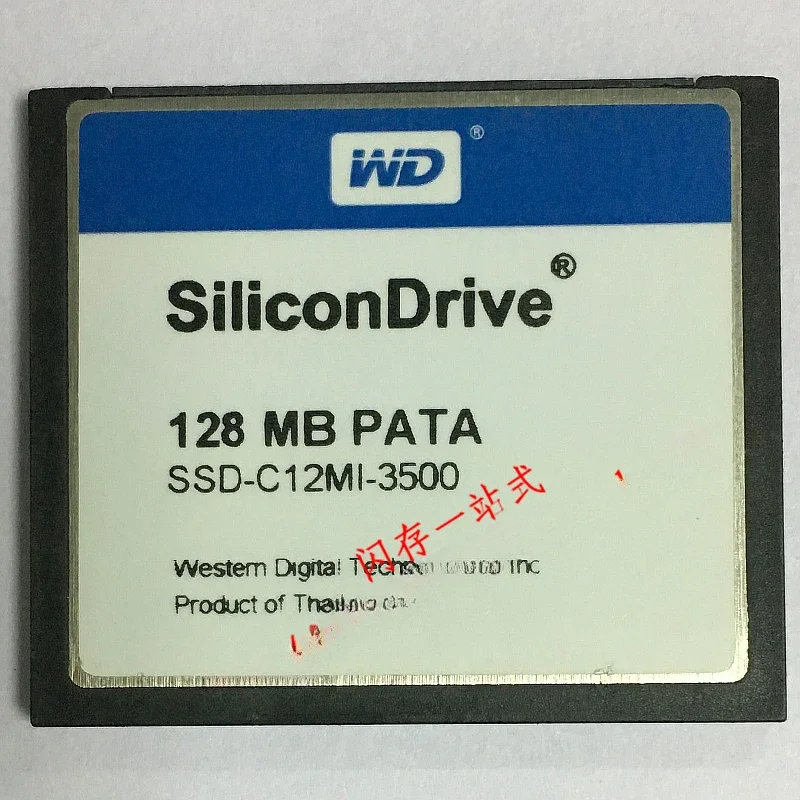 WD ®
SiliconDrive®
128 MB PATA
SSD-C12MI-3500
闪存一站式
Western Digital Inc
Product of